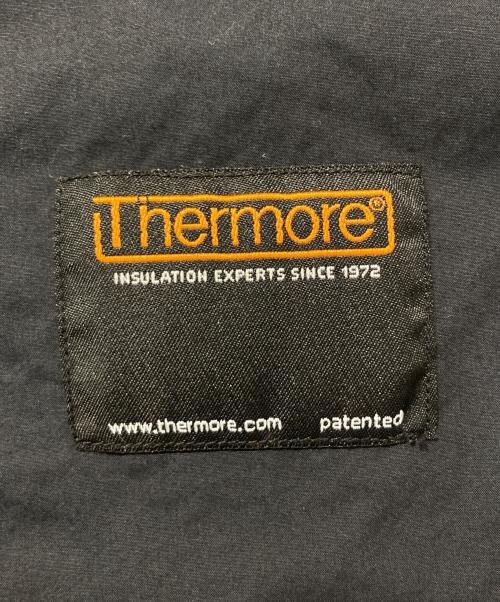 Thermore®
INSULATION EXPERTS SINCE 1972
www.thermore.com patented